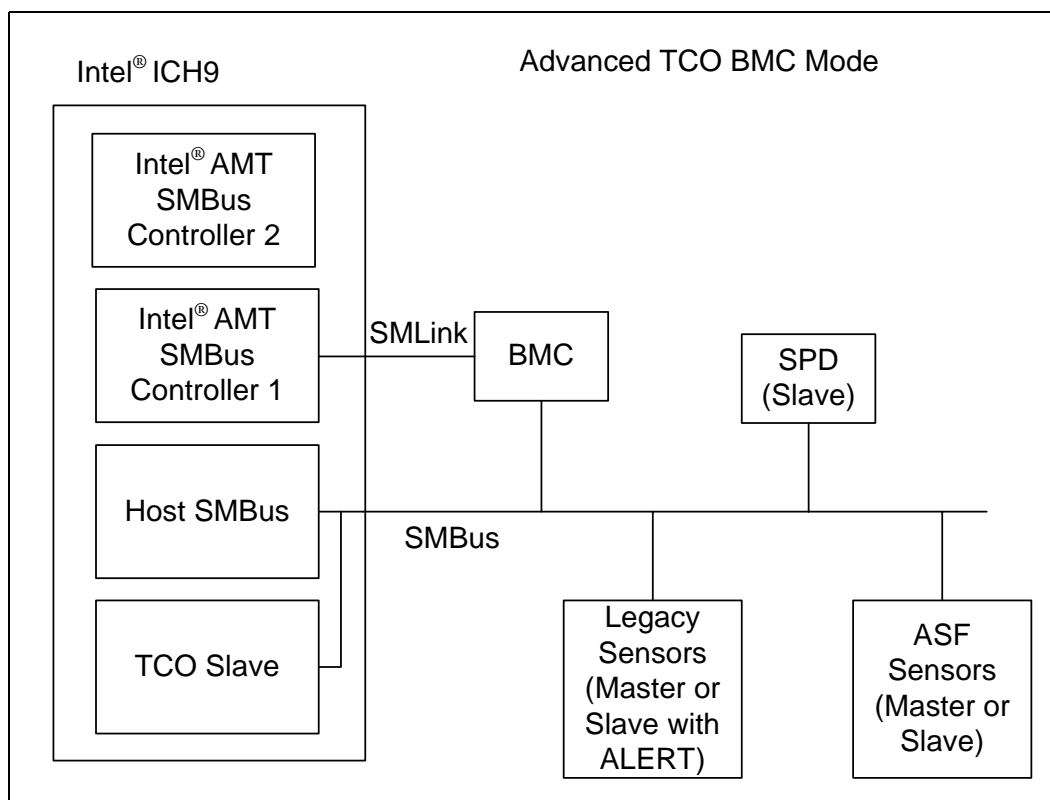 Intel® ICH9
Advanced TCO BMC Mode
Intel® AMT
SMBus
Controller 2
Intel® AMT
SMBus
Controller 1
SMLink
BMC
SPD
(Slave)
Host SMBus
SMBus
TCO Slave
Legacy
Sensors
(Master or
Slave with
ALERT)
ASF
Sensors
(Master or
Slave)